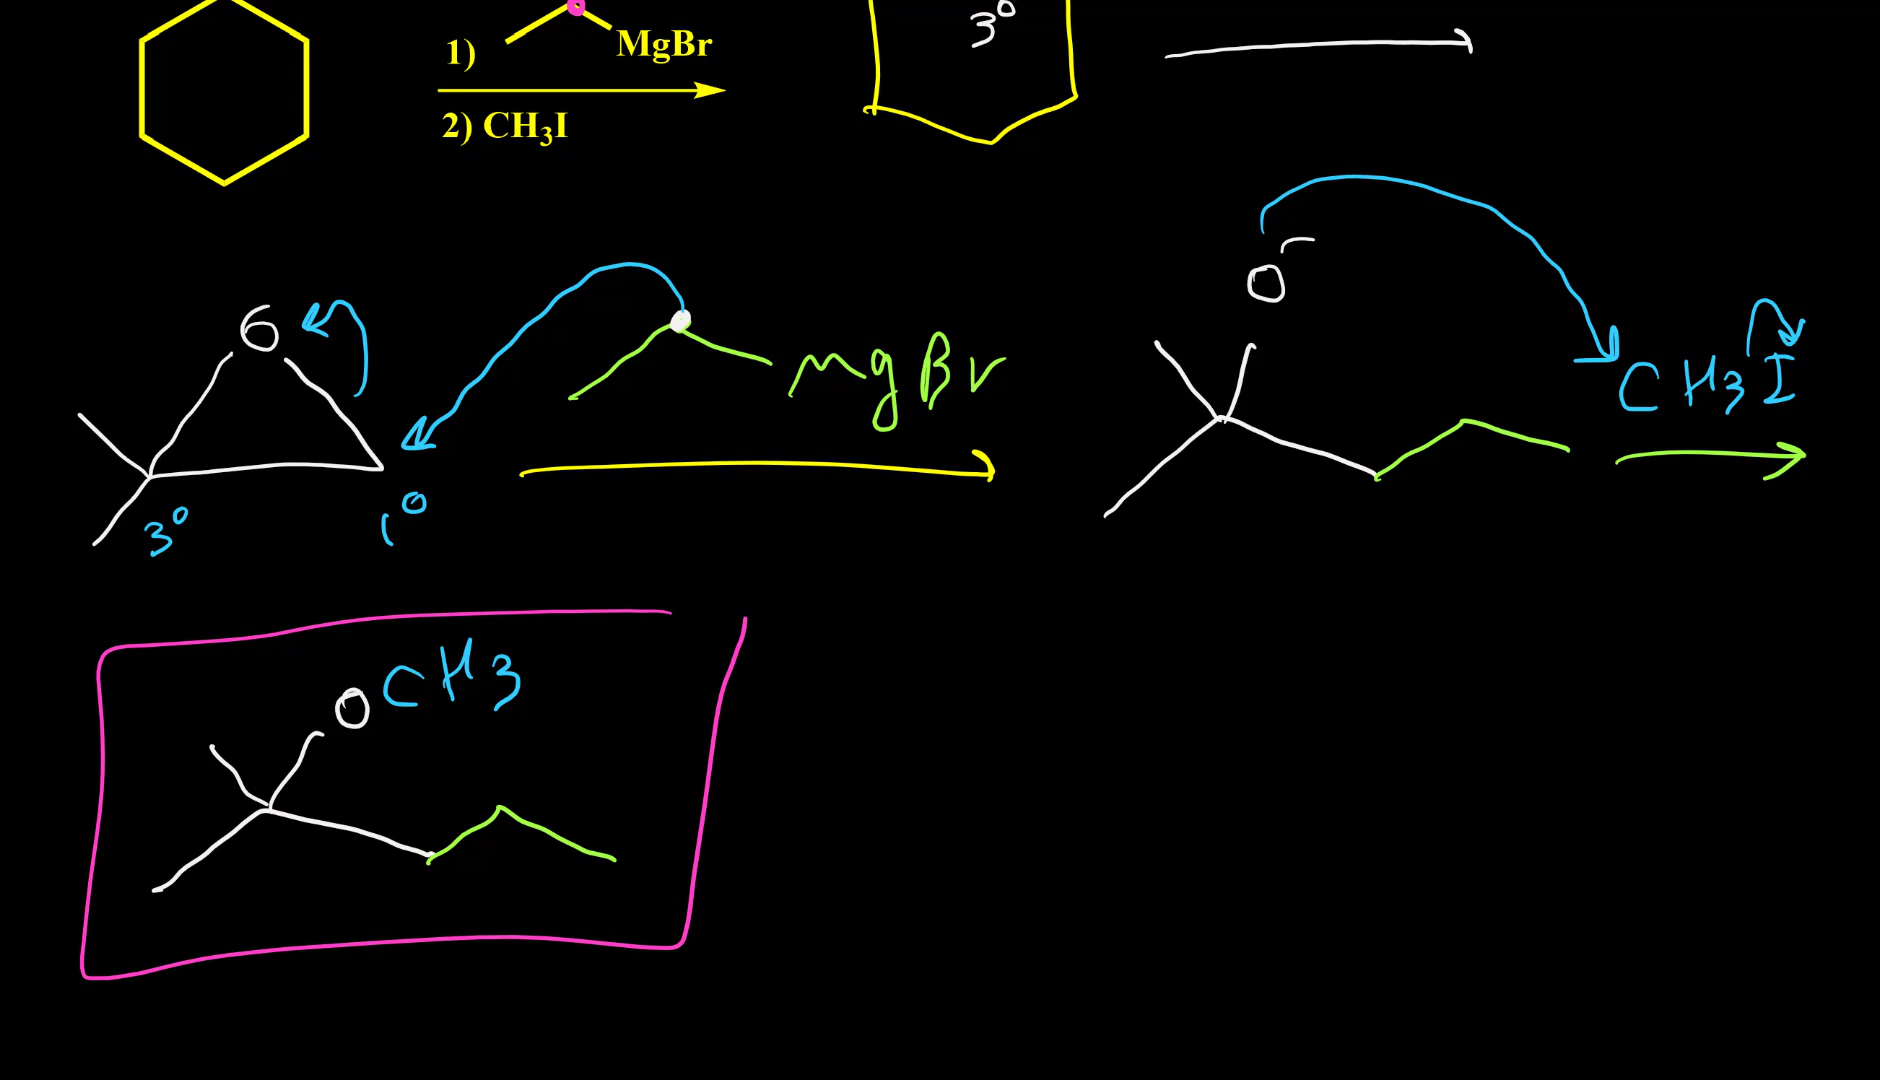 1)
MgBr
2) CH₃I
3°
O
MgBr
3°
1°
O⁻
CH3I
OCH3